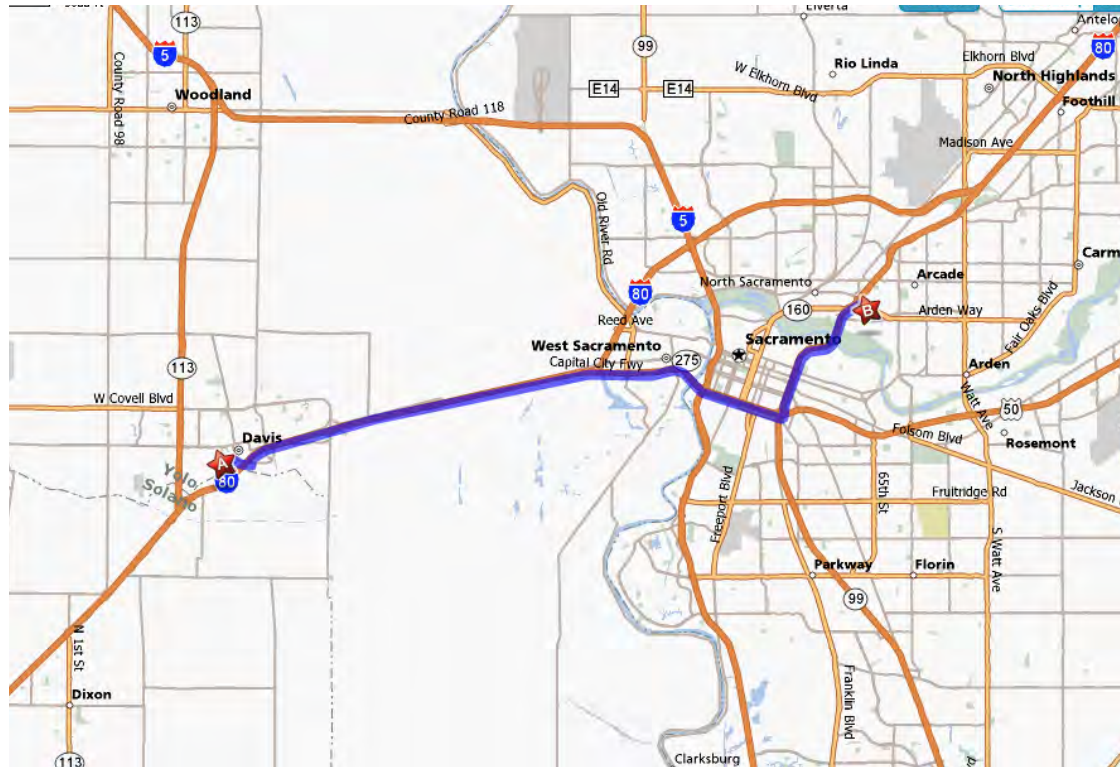 113
Elverta
Antelo
5
99
80
Elkhorn Blvd
Rio Linda
W Elkhorn Blvd
North Highlands
E14
E14
Woodland
Foothill
County Road 98
County Road 118
Madison Ave
Old River Rd
5
Carm
North Sacramento
Arcade
80
160
B
Arden Way
Reed Ave
Fair Oaks Blvd
West Sacramento
Sacramento
275
Capital City Fwy
113
Arden
W Covell Blvd
Watt Ave
50
Folsom Blvd
Rosemont
Davis
A
Yolo
80
Solano
65th St
Jackson
Fruitridge Rd
Freeport Blvd
S Watt Ave
Parkway
Florin
99
N 1st St
Dixon
Franklin Blvd
Clarksburg
113